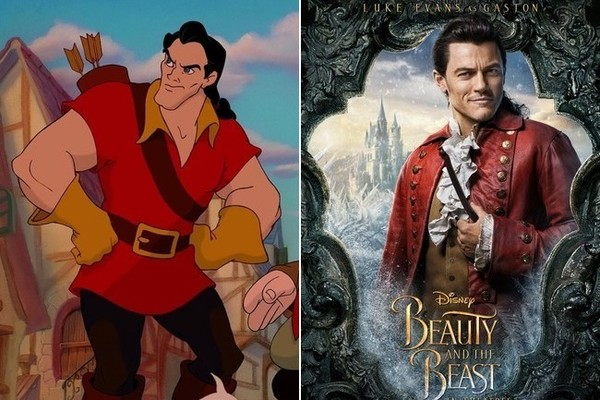 LUKE EVANS AS GASTON
Disney
BEAUTY
AND THE
BEAST